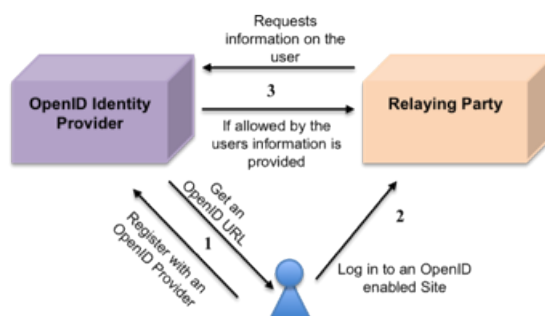 Requests
information on the
user
OpenID Identity
Provider
3
Relaying Party
If allowed by the
users information is
provided
Get an
OpenID URL
1
Register with an
OpenID Provider
2
Log in to an OpenID
enabled Site